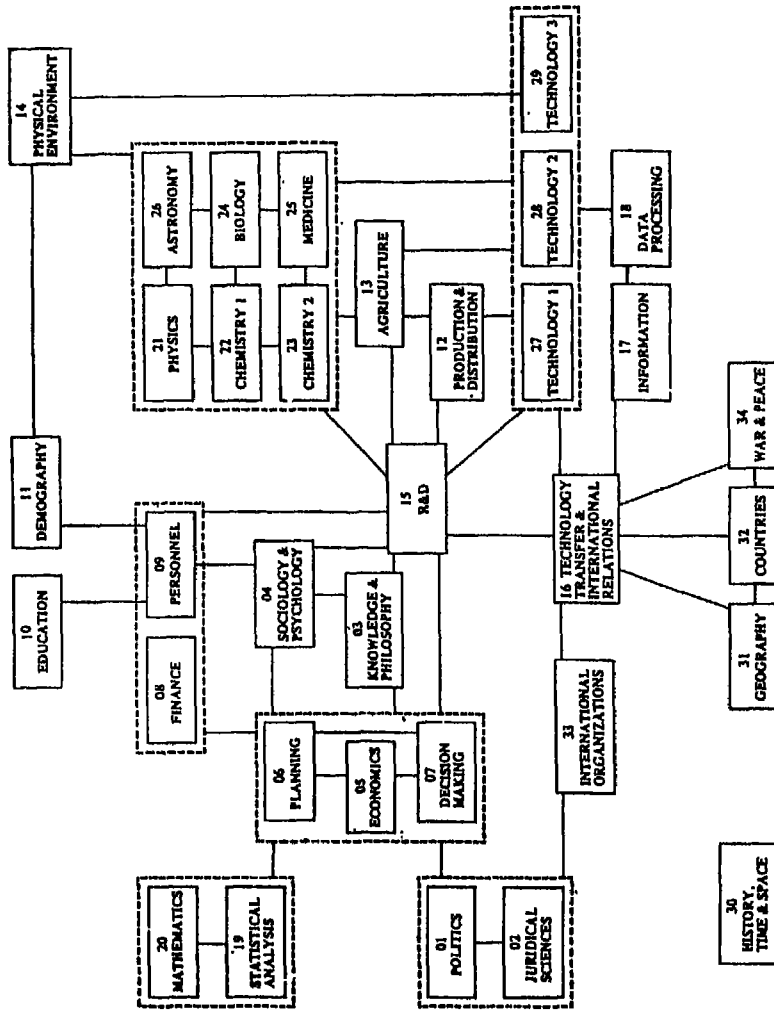 14
PHYSICAL
ENVIRONMENT
11
DEMOGRAPHY
10
EDUCATION
26
ASTRONOMY
24
BIOLOGY
25
MEDICINE
21
PHYSICS
22
CHEMISTRY 1
23
CHEMISTRY 2
09
PERSONNEL
08
FINANCE
20
MATHEMATICS
19
STATISTICAL
ANALYSIS
13
AGRICULTURE
12
PRODUCTION &
DISTRIBUTION
04
SOCIOLOGY &
PSYCHOLOGY
03
KNOWLEDGE &
PHILOSOPHY
06
PLANNING
05
ECONOMICS
07
DECISION
MAKING
15
R&D
29
TECHNOLOGY 3
28
TECHNOLOGY 2
27
TECHNOLOGY 1
01
POLITICS
02
JURIDICAL
SCIENCES
18
DATA
PROCESSING
17
INFORMATION
16 TECHNOLOGY
TRANSFER &
INTERNATIONAL
RELATIONS
33
INTERNATIONAL
ORGANIZATIONS
34
WAR & PEACE
32
COUNTRIES
31
GEOGRAPHY
30
HISTORY,
TIME & SPACE